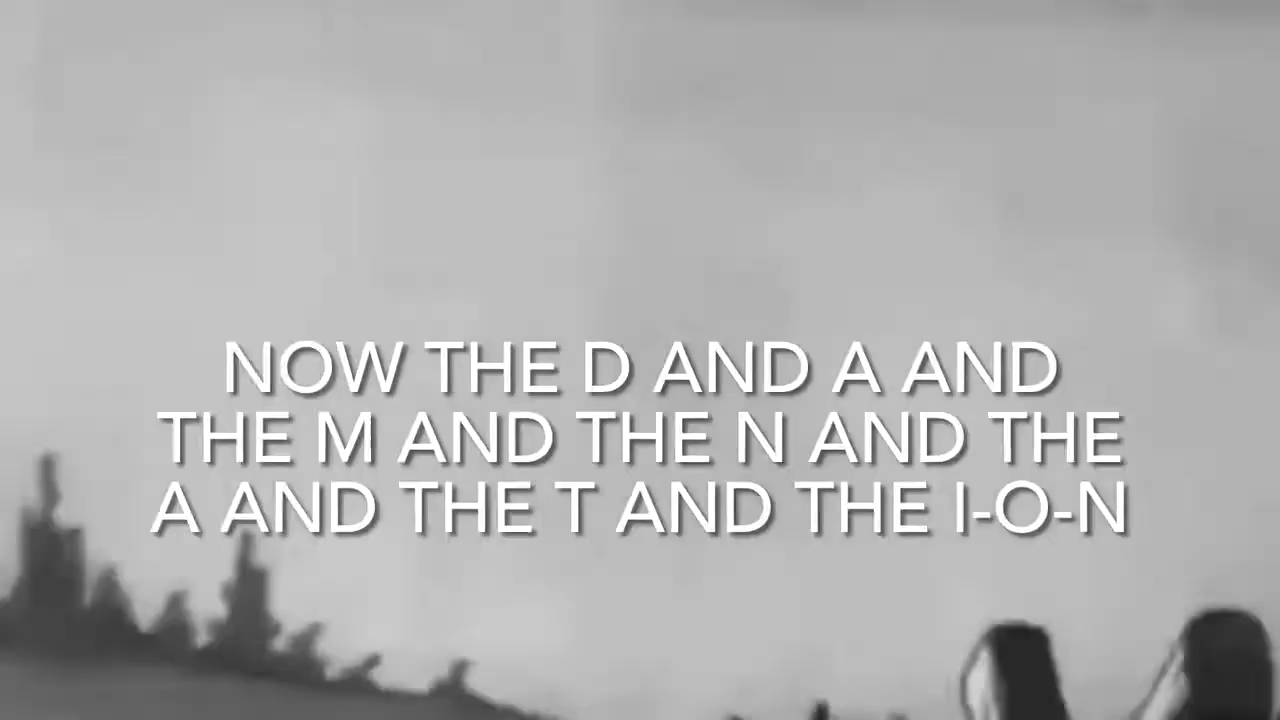 NOW THE D AND A AND
THE M AND THE N AND THE
A AND THE T AND THE I-O-N